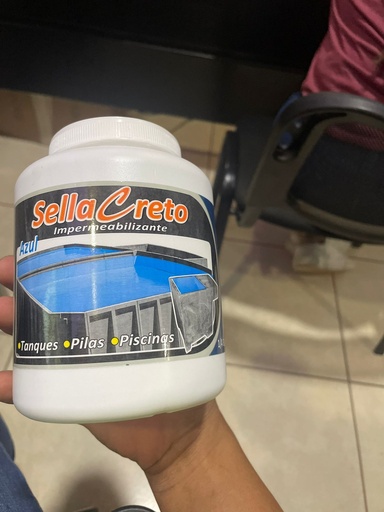 SellaCreto
Impermeabilizante
Azul
•Tanques •Pilas •Piscinas